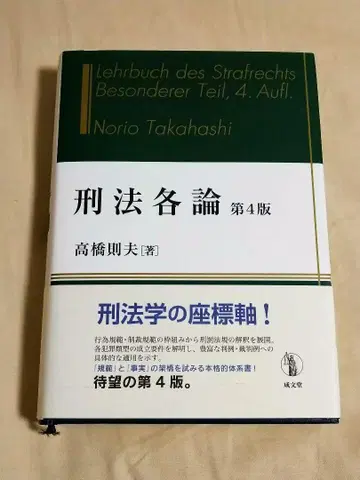 Lehrbuch des Strafrechts
Besonderer Teil, 4. Aufl.
Norio Takahashi
刑法各論 第4版
高橋則夫[著]
刑法学の座標軸!
行為規範・制裁規範の枠組みから刑罰法規の解釈を展開。
各犯罪類型の成立要件を解明し、豊富な判例・裁判例への
具体的な適用を示す。
「規範」と「事実」の架橋を試みる本格的体系書!
待望の第4版。
成文堂